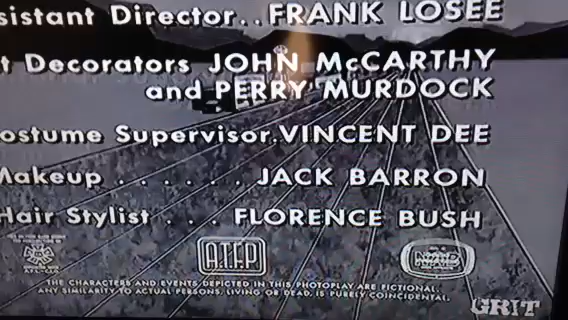 sistant Director..FRANK LOSEE
t Decorators JOHN McCARTHY
and PERRY MURDOCK
ostume Supervisor.VINCENT DEE
Makeup . . . . . . JACK BARRON
Hair Stylist . . . FLORENCE BUSH
A.F.L.-C.I.O.
A.T.F.P.
THE CHARACTERS AND EVENTS DEPICTED IN THIS PHOTOPLAY ARE FICTIONAL.
ANY SIMILARITY TO ACTUAL PERSONS, LIVING OR DEAD, IS PURELY COINCIDENTAL.
GRIT